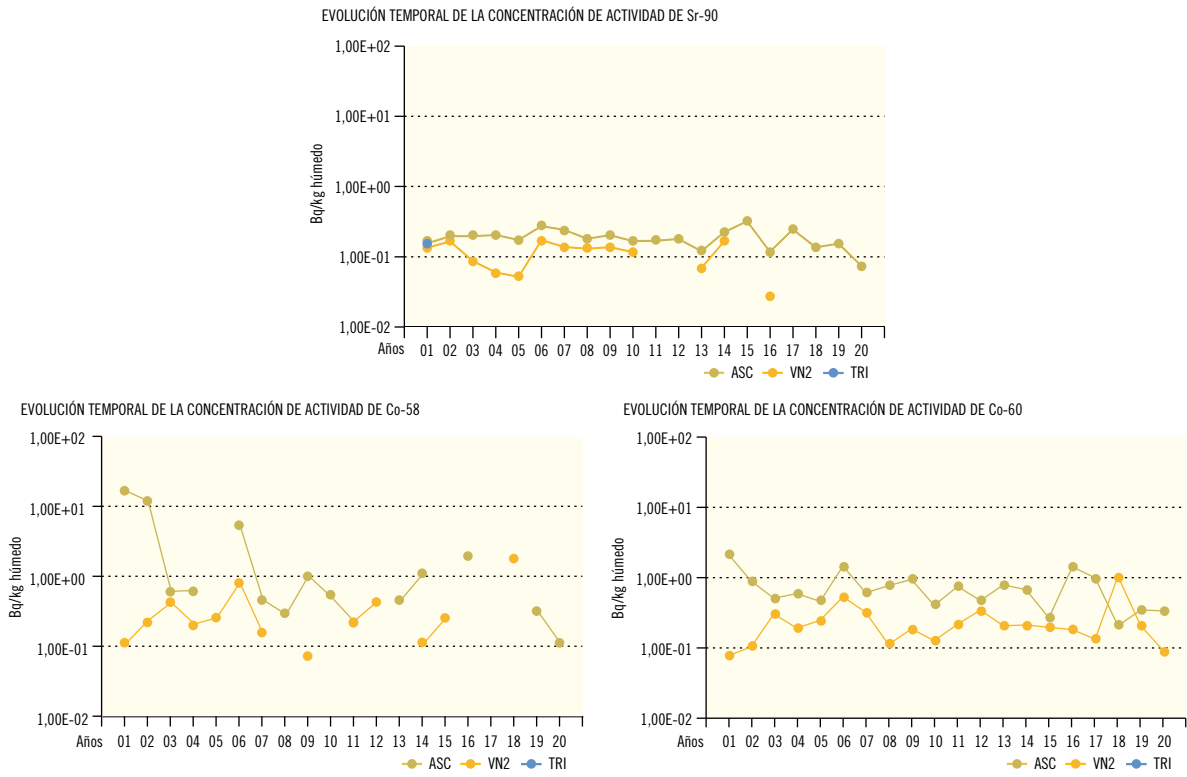 EVOLUCIÓN TEMPORAL DE LA CONCENTRACIÓN DE ACTIVIDAD DE Sr-90
Bq/kg húmedo
1,00E+02
1,00E+01
1,00E+00
1,00E-01
1,00E-02
Años 01 02 03 04 05 06 07 08 09 10 11 12 13 14 15 16 17 18 19 20
ASC VN2 TRI
EVOLUCIÓN TEMPORAL DE LA CONCENTRACIÓN DE ACTIVIDAD DE Co-58
Bq/kg húmedo
1,00E+02
1,00E+01
1,00E+00
1,00E-01
1,00E-02
Años 01 02 03 04 05 06 07 08 09 10 11 12 13 14 15 16 17 18 19 20
ASC VN2 TRI
EVOLUCIÓN TEMPORAL DE LA CONCENTRACIÓN DE ACTIVIDAD DE Co-60
Bq/kg húmedo
1,00E+02
1,00E+01
1,00E+00
1,00E-01
1,00E-02
Años 01 02 03 04 05 06 07 08 09 10 11 12 13 14 15 16 17 18 19 20
ASC VN2 TRI